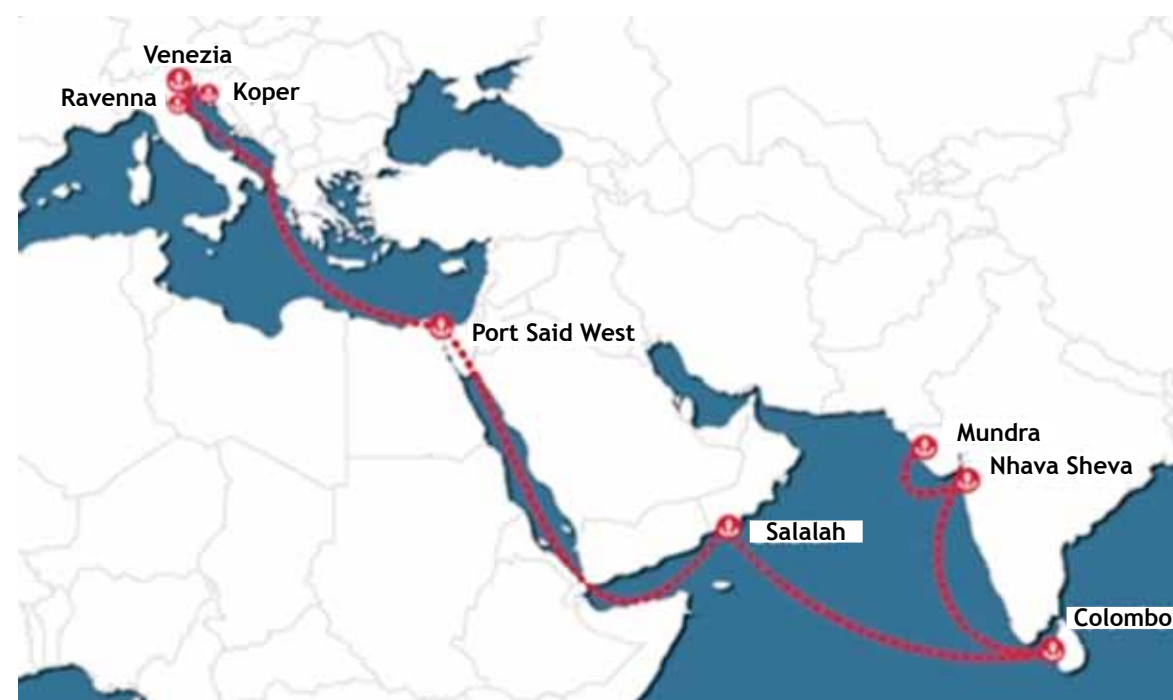 Venezia
Ravenna
Koper
Port Said West
Mundra
Nhava Sheva
Salalah
Colombo